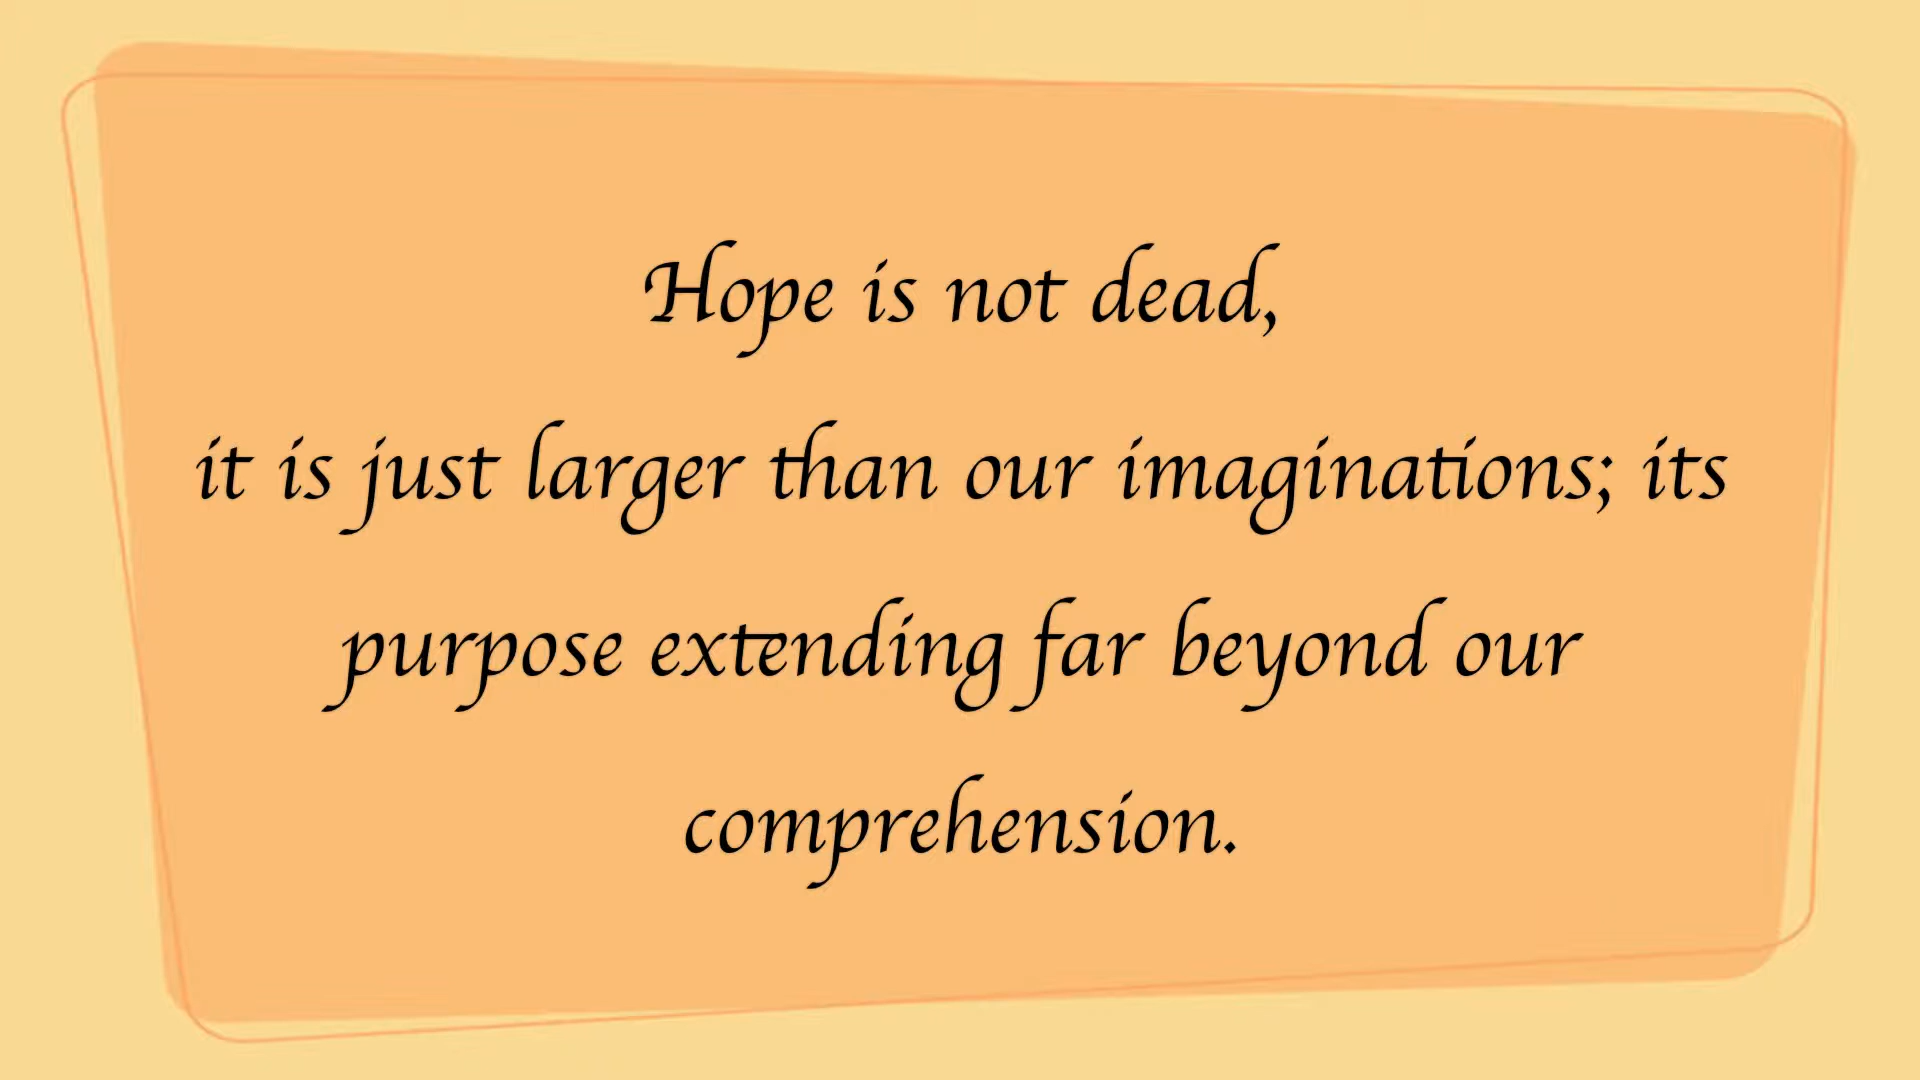 Hope is not dead,
it is just larger than our imaginations; its
purpose extending far beyond our
comprehension.